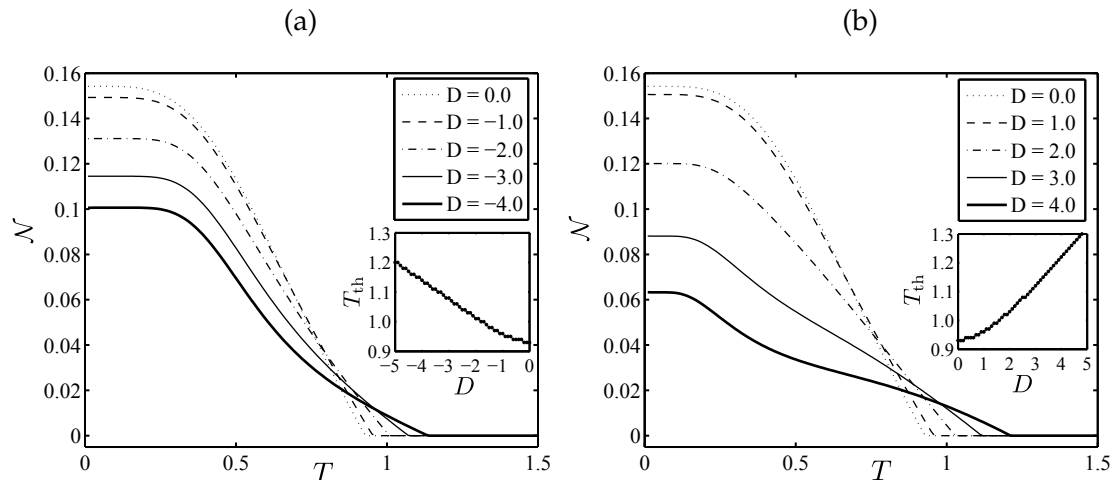 (a)
0.16
0.14
0.12
0.1
0.08
0.06
0.04
0.02
0
𝒩
0
0.5
1
1.5
T
D = 0.0
D = −1.0
D = −2.0
D = −3.0
D = −4.0
1.3
1.2
1.1
1.0
0.9
T_th
−5 −4 −3 −2 −1 0
D
(b)
0.16
0.14
0.12
0.1
0.08
0.06
0.04
0.02
0
𝒩
0
0.5
1
1.5
T
D = 0.0
D = 1.0
D = 2.0
D = 3.0
D = 4.0
1.3
1.2
1.1
1.0
0.9
T_th
0 1 2 3 4 5
D